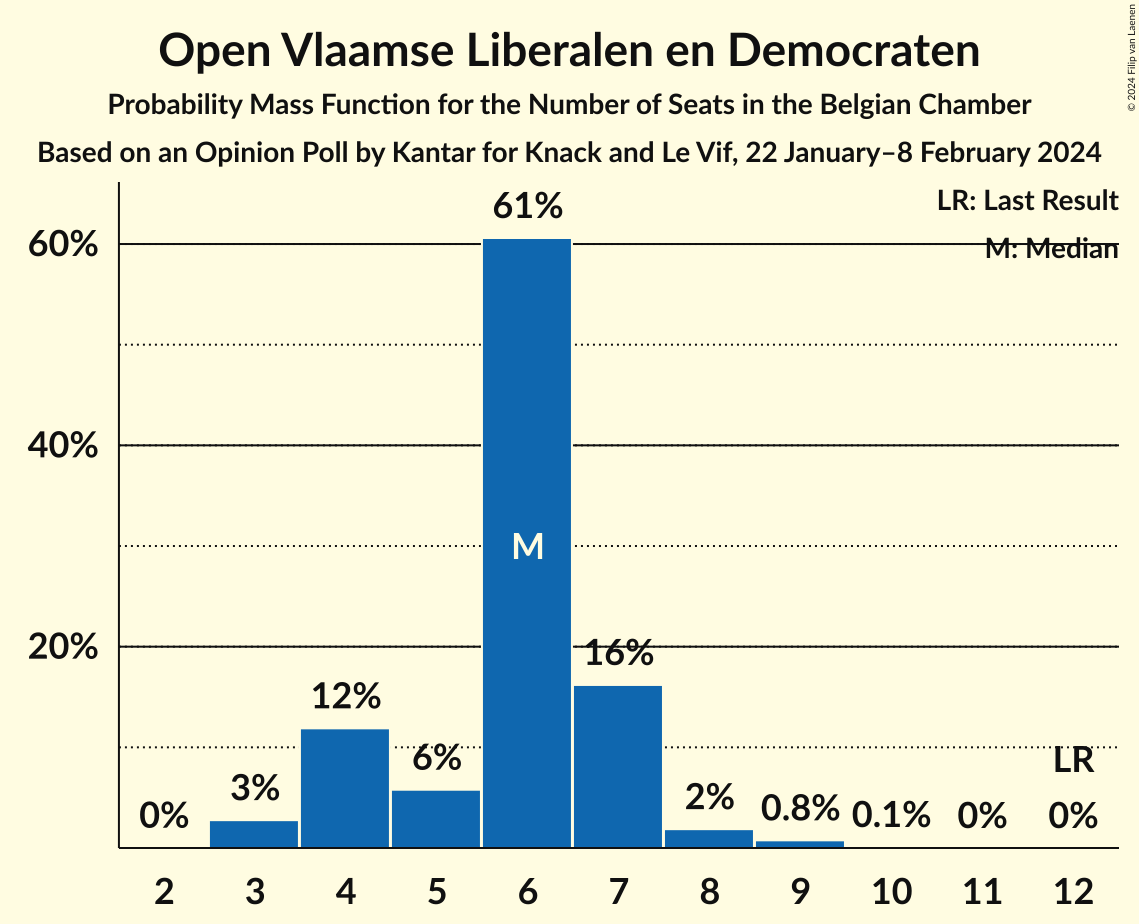 Open Vlaamse Liberalen en Democraten
Probability Mass Function for the Number of Seats in the Belgian Chamber
Based on an Opinion Poll by Kantar for Knack and Le Vif, 22 January–8 February 2024
© 2024 Filip van Laenen
LR: Last Result
M: Median
60%
40%
20%
0%
3%
12%
6%
61%
M
16%
2%
0.8%
0.1%
0%
LR
0%
2 3 4 5 6 7 8 9 10 11 12